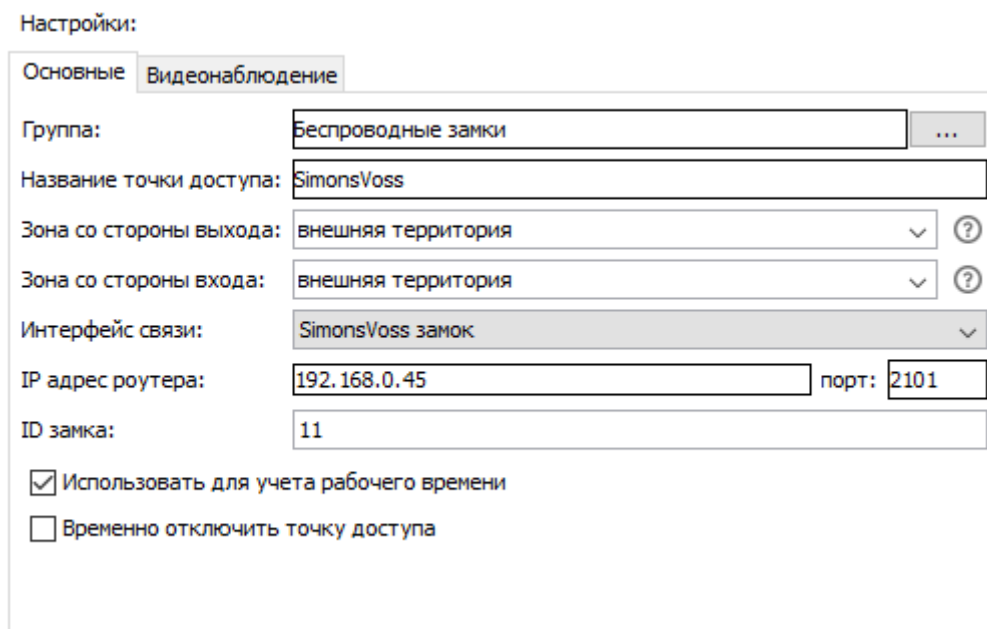 Настройки:
Основные Видеонаблюдение
Группа: Беспроводные замки ...
Название точки доступа: SimonsVoss
Зона со стороны выхода: внешняя территория ?
Зона со стороны входа: внешняя территория ?
Интерфейс связи: SimonsVoss замок
IP адрес роутера: 192.168.0.45 порт: 2101
ID замка: 11
Использовать для учета рабочего времени
Временно отключить точку доступа